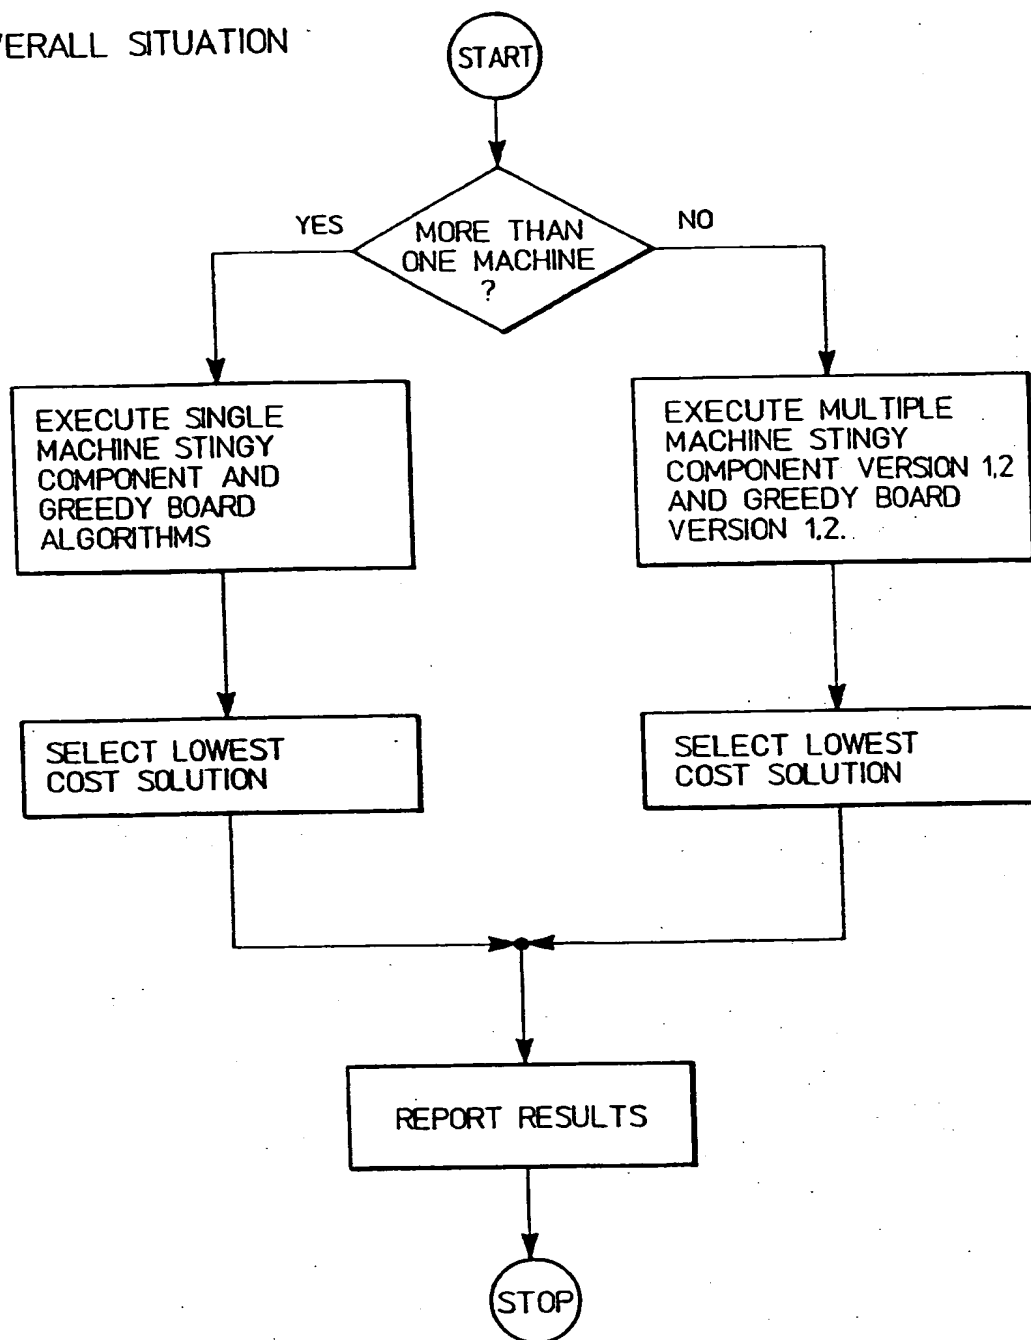 VERALL SITUATION
START
YES
MORE THAN
ONE MACHINE
?
NO
EXECUTE SINGLE
MACHINE STINGY
COMPONENT AND
GREEDY BOARD
ALGORITHMS
EXECUTE MULTIPLE
MACHINE STINGY
COMPONENT VERSION 1,2
AND GREEDY BOARD
VERSION 1,2.
SELECT LOWEST
COST SOLUTION
SELECT LOWEST
COST SOLUTION
REPORT RESULTS
STOP